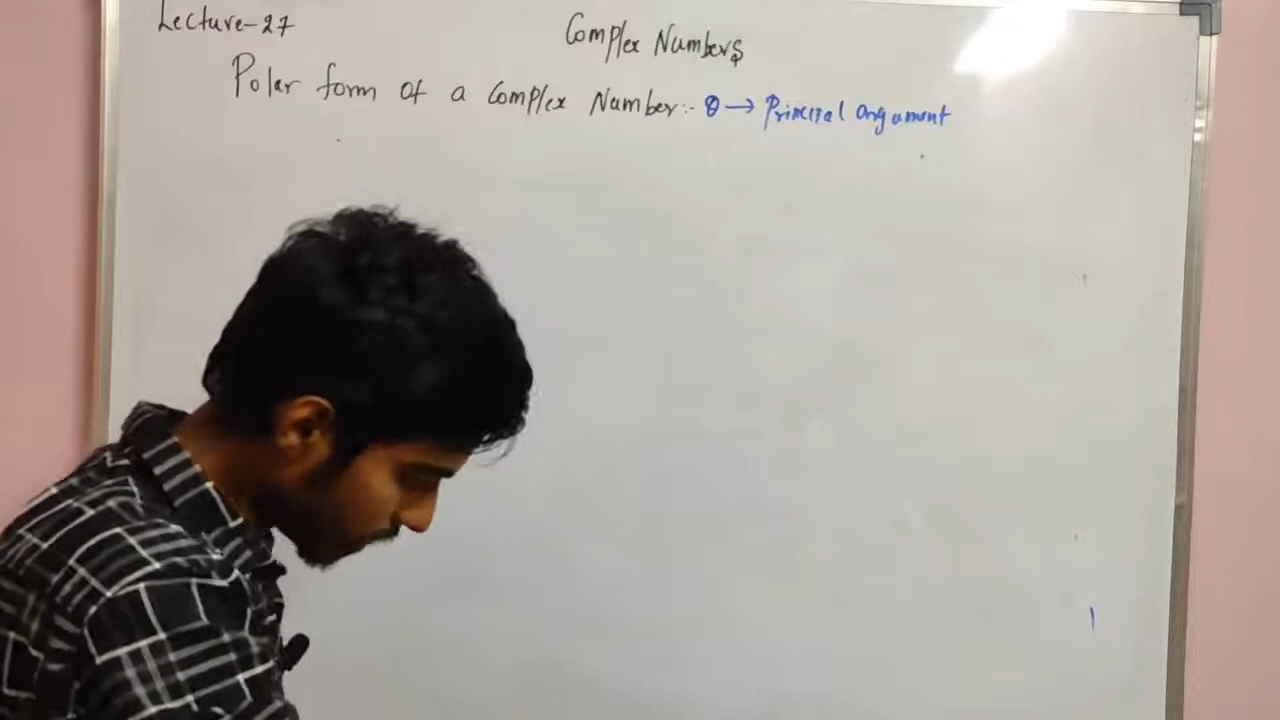 Lecture-27
Complex Numbers
Polar form of a Complex Number:- θ → Principal argument